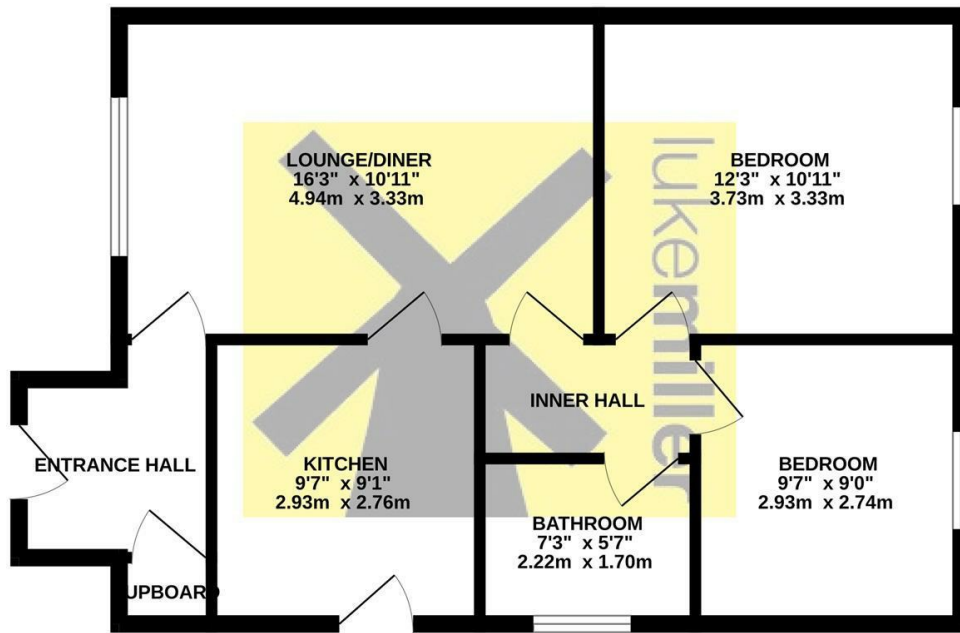 LOUNGE/DINER
16'3" x 10'11"
4.94m x 3.33m
BEDROOM
12'3" x 10'11"
3.73m x 3.33m
lukemiller
INNER HALL
ENTRANCE HALL
KITCHEN
9'7" x 9'1"
2.93m x 2.76m
BEDROOM
9'7" x 9'0"
2.93m x 2.74m
BATHROOM
7'3" x 5'7"
2.22m x 1.70m
UPBOARD